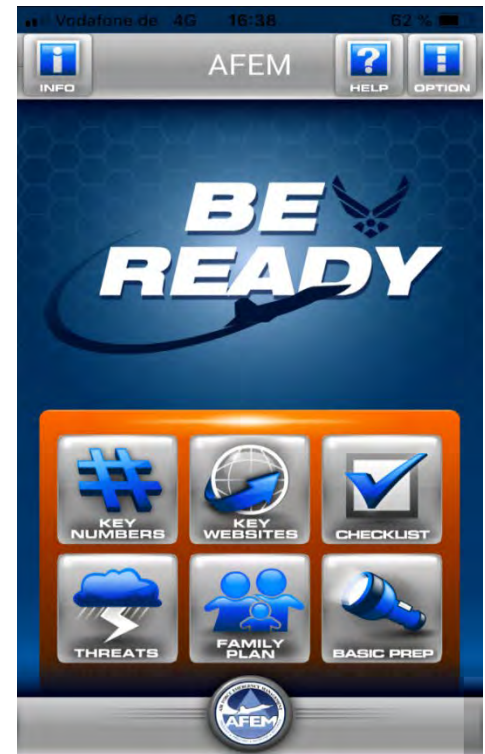 Vodafone.de 4G 16:38 62 %
AFEM
INFO
HELP
OPTION
BE
READY
KEY
NUMBERS
KEY
WEBSITES
CHECKLIST
THREATS
FAMILY
PLAN
BASIC PREP
AFEM